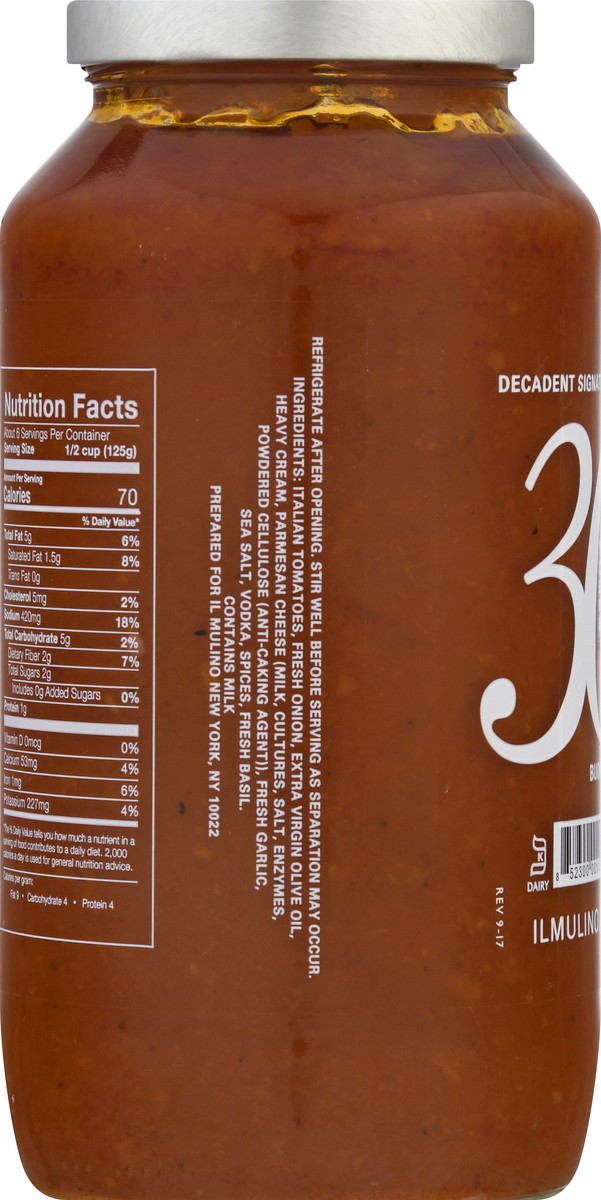 Nutrition Facts
About 6 Servings Per Container
Serving Size 1/2 cup (125g)
Amount Per Serving
Calories 70
% Daily Value*
Total Fat 5g 6%
Saturated Fat 1.5g 8%
Trans Fat 0g
Cholesterol 5mg 2%
Sodium 420mg 18%
Total Carbohydrate 5g 2%
Dietary Fiber 2g 7%
Total Sugars 2g
Includes 0g Added Sugars 0%
Protein 1g
Vitamin D 0mcg 0%
Calcium 53mg 4%
Iron 1mg 6%
Potassium 227mg 4%
*The % Daily Value tells you how much a nutrient in a
serving of food contributes to a daily diet. 2,000
calories a day is used for general nutrition advice.
Calories per gram:
Fat 9 • Carbohydrate 4 • Protein 4
REFRIGERATE AFTER OPENING. STIR WELL BEFORE SERVING AS SEPARATION MAY OCCUR.
INGREDIENTS: ITALIAN TOMATOES, FRESH ONION, EXTRA VIRGIN OLIVE OIL,
HEAVY CREAM, PARMESAN CHEESE (MILK, CULTURES, SALT, ENZYMES,
POWDERED CELLULOSE (ANTI-CAKING AGENT)), FRESH GARLIC,
SEA SALT, VODKA, SPICES, FRESH BASIL.
CONTAINS MILK
PREPARED FOR IL MULINO NEW YORK, NY 10022
DECADENT
3
K
DAIRY
8 52300
REV 9-17
ILMULINO